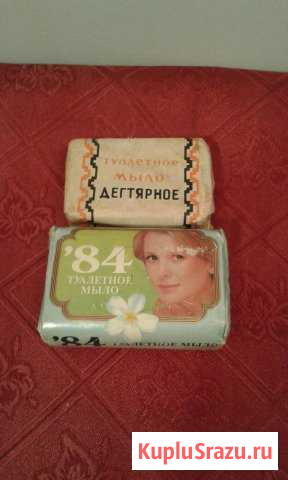 ТУАЛЕТНОЕ
МЫЛО
ДЕГТЯРНОЕ
'84
ТУАЛЕТНОЕ
МЫЛО
'84 ТУАЛЕТНОЕ МЫЛО
KupluSrazu.ru